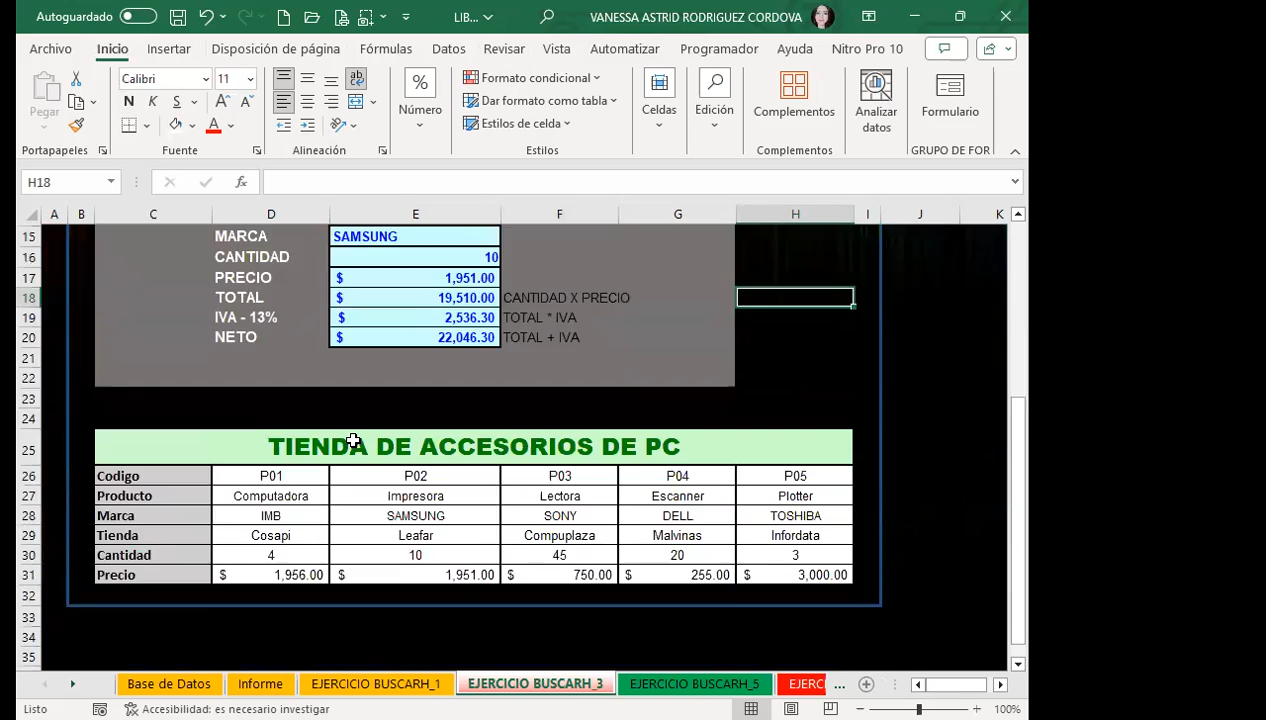 Autoguardado LIB... VANESSA ASTRID RODRIGUEZ CORDOVA
Archivo Inicio Insertar Disposición de página Fórmulas Datos Revisar Vista Automatizar Programador Ayuda Nitro Pro 10
Pegar Calibri 11 Número Formato condicional Celdas Edición Complementos Analizar datos Formulario
Dar formato como tabla
N K S Estilos de celda
Portapapeles Fuente Alineación Estilos Complementos GRUPO DE FOR
H18 fx
A B C D E F G H I J K
15 MARCA SAMSUNG
16 CANTIDAD 10
17 PRECIO $ 1,951.00
18 TOTAL $ 19,510.00 CANTIDAD X PRECIO
19 IVA - 13% $ 2,536.30 TOTAL * IVA
20 NETO $ 22,046.30 TOTAL + IVA
21
22
23
24
25 TIENDA DE ACCESORIOS DE PC
26 Codigo P01 P02 P03 P04 P05
27 Producto Computadora Impresora Lectora Escanner Plotter
28 Marca IMB SAMSUNG SONY DELL TOSHIBA
29 Tienda Cosapi Leafar Compuplaza Malvinas Infordata
30 Cantidad 4 10 45 20 3
31 Precio $ 1,956.00 $ 1,951.00 $ 750.00 $ 255.00 $ 3,000.00
32
33
34
35
Base de Datos Informe EJERCICIO BUSCARH_1 EJERCICIO BUSCARH_3 EJERCICIO BUSCARH_5 EJERC ...
Listo Accesibilidad: es necesario investigar 100%